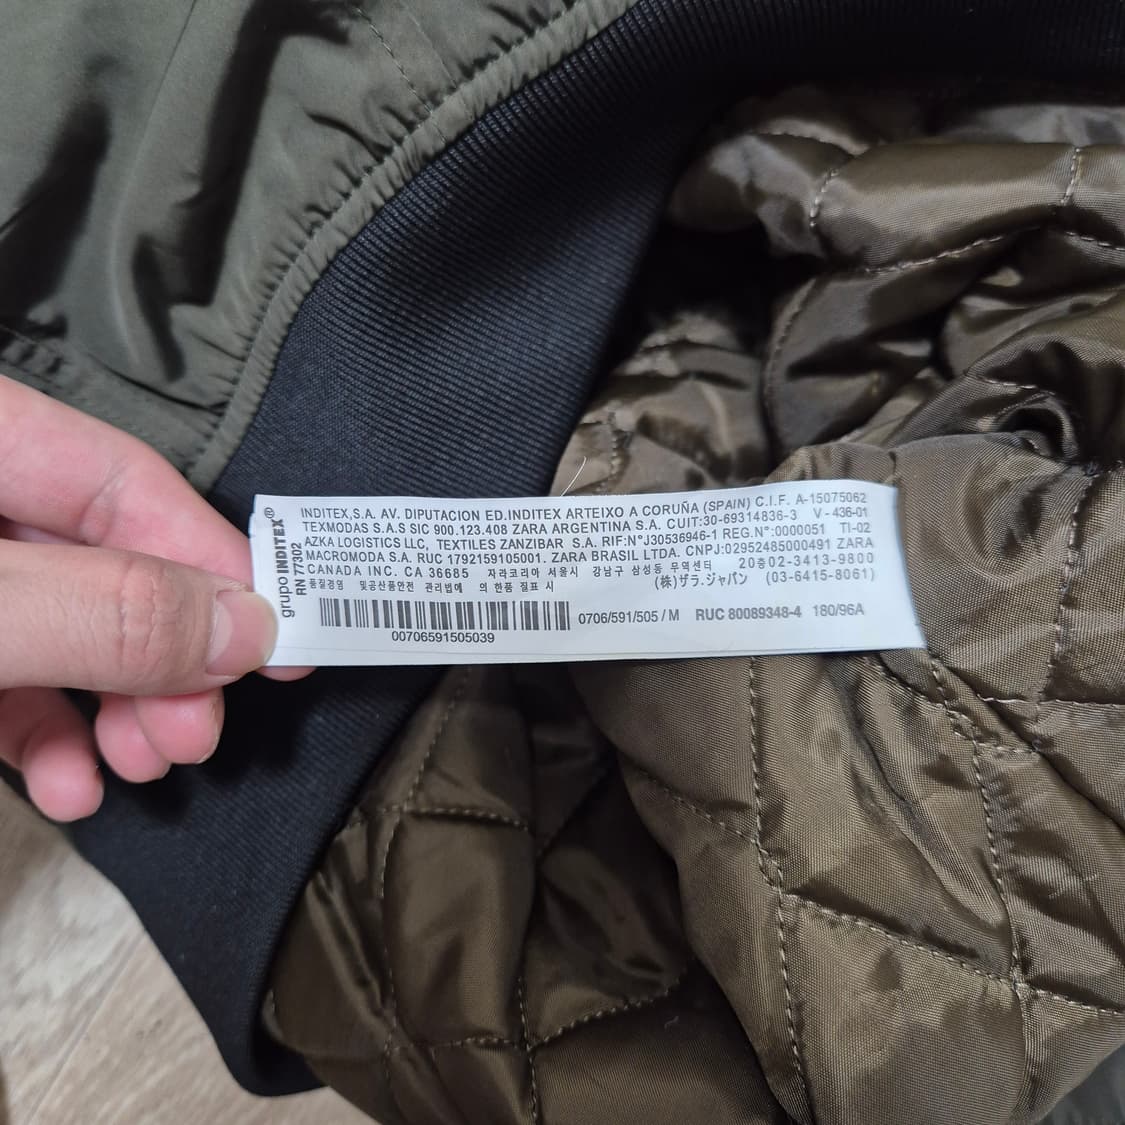 grupo INDITEX®
RN 77302
INDITEX,S.A. AV. DIPUTACION ED.INDITEX ARTEIXO A CORUÑA (SPAIN) C.I.F. A-15075062
TEXMODAS S.A.S SIC 900.123.408 ZARA ARGENTINA S.A. CUIT:30-69314836-3 V - 436-01
AZKA LOGISTICS LLC, TEXTILES ZANZIBAR S.A. RIF:N°J30536946-1 REG.N°:0000051 TI-02
MACROMODA S.A. RUC 1792159105001. ZARA BRASIL LTDA. CNPJ:02952485000491 ZARA
CANADA INC. CA 36685 자라코리아 서울시 강남구 삼성동 무역센터 20층02-3413-9800
품질경영 및공산품안전 관리법에 의 한품 질표 시 (株)ザラ.ジャパン (03-6415-8061)
0706/591/505 / M RUC 80089348-4 180/96A
00706591505039